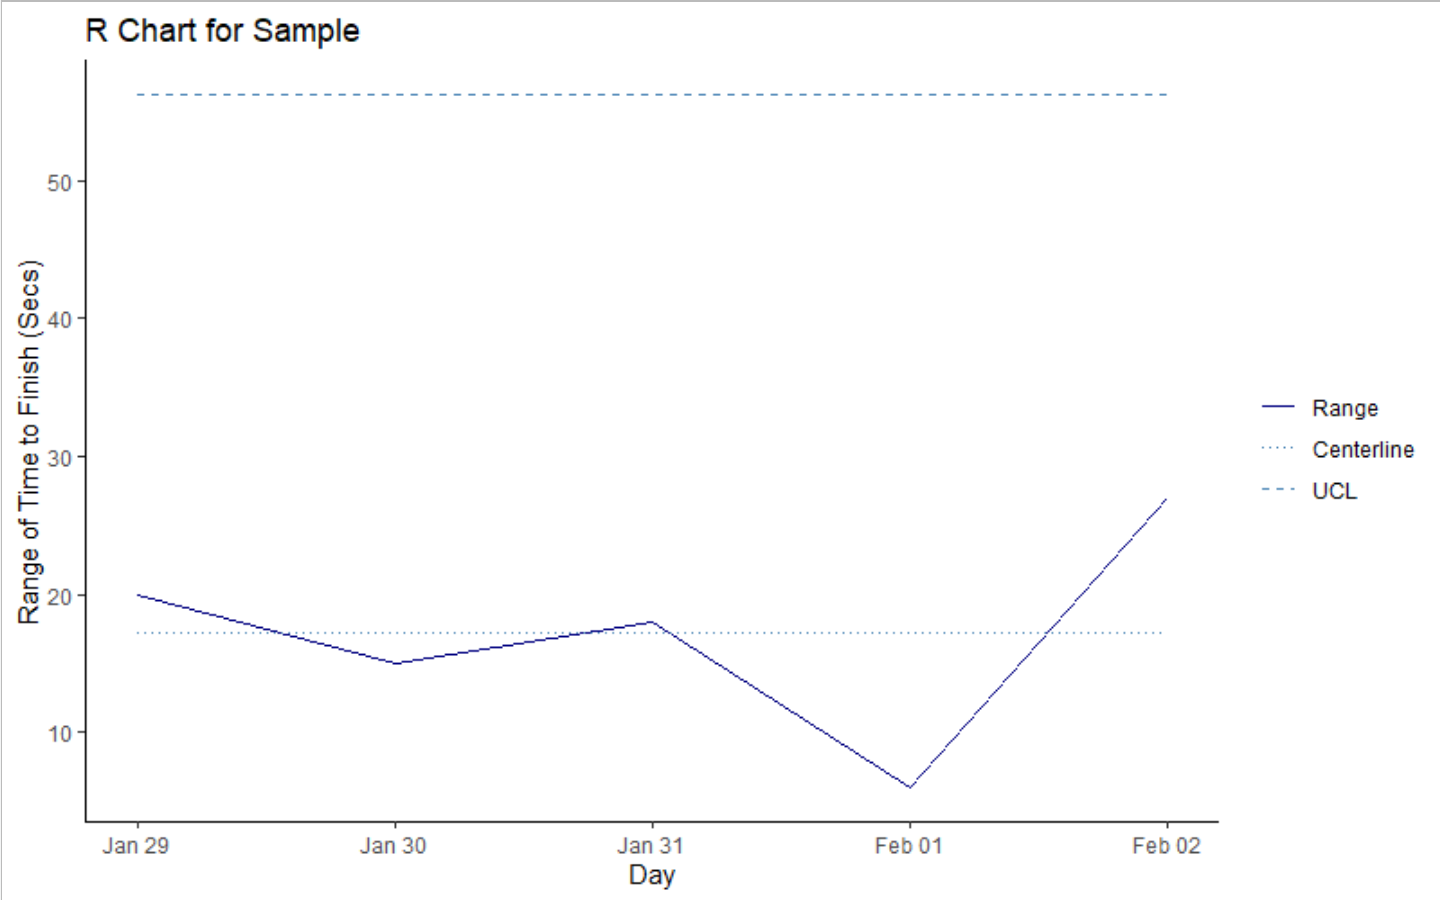 R Chart for Sample
Range of Time to Finish (Secs)
50
40
30
20
10
Jan 29
Jan 30
Jan 31
Feb 01
Feb 02
Day
Range
Centerline
UCL